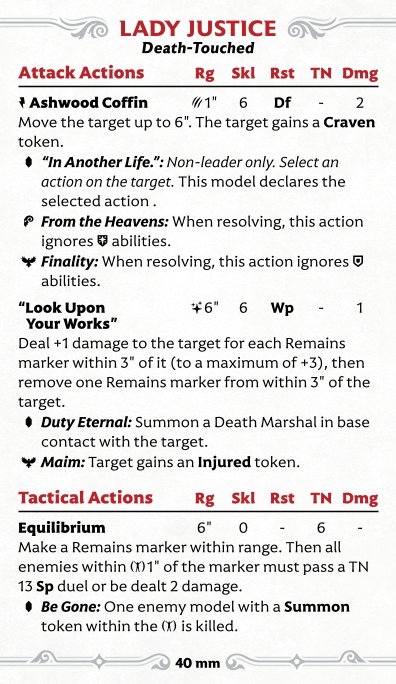 LADY JUSTICE
Death-Touched
Attack Actions Rg Skl Rst TN Dmg
Ashwood Coffin 1" 6 Df - 2
Move the target up to 6". The target gains a Craven
token.
“In Another Life.”: Non-leader only. Select an
action on the target. This model declares the
selected action .
From the Heavens: When resolving, this action
ignores abilities.
Finality: When resolving, this action ignores
abilities.
“Look Upon 6" 6 Wp - 1
Your Works”
Deal +1 damage to the target for each Remains
marker within 3" of it (to a maximum of +3), then
remove one Remains marker from within 3" of the
target.
Duty Eternal: Summon a Death Marshal in base
contact with the target.
Maim: Target gains an Injured token.
Tactical Actions Rg Skl Rst TN Dmg
Equilibrium 6" 0 - 6 -
Make a Remains marker within range. Then all
enemies within 1" of the marker must pass a TN
13 Sp duel or be dealt 2 damage.
Be Gone: One enemy model with a Summon
token within the is killed.
40 mm